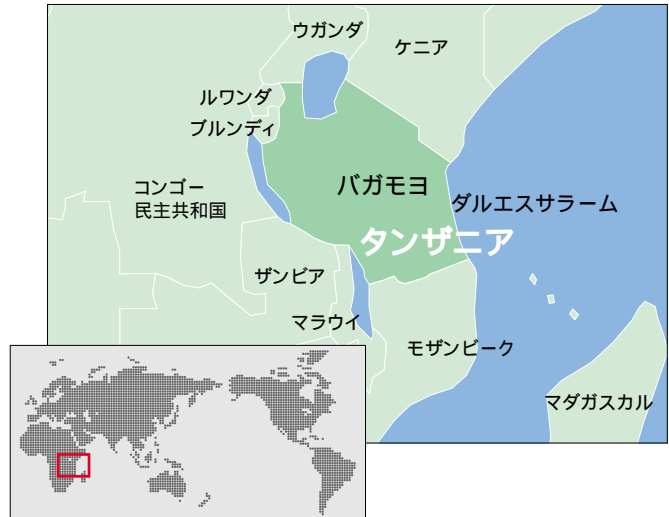 ウガンダ
ケニア
ルワンダ
ブルンディ
コンゴー
民主共和国
バガモヨ
ダルエスサラーム
タンザニア
ザンビア
マラウイ
モザンビーク
マダガスカル